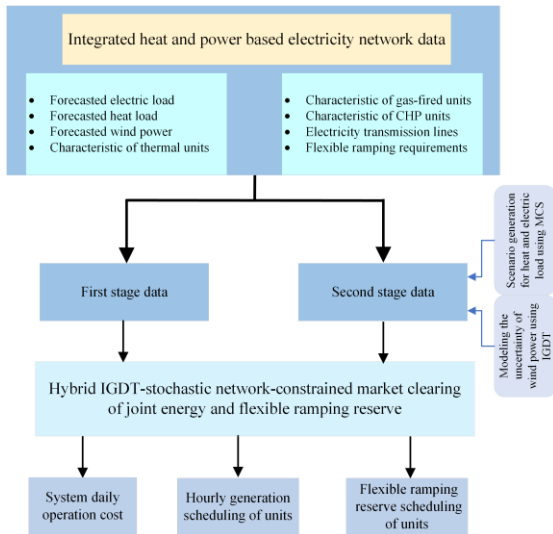 Integrated heat and power based electricity network data
• Forecasted electric load
• Forecasted heat load
• Forecasted wind power
• Characteristic of thermal units
• Characteristic of gas-fired units
• Characteristic of CHP units
• Electricity transmission lines
• Flexible ramping requirements
Scenario generation
for heat and electric
load using MCS
First stage data
Second stage data
Modeling the
uncertainty of
wind power using
IGDT
Hybrid IGDT-stochastic network-constrained market clearing
of joint energy and flexible ramping reserve
System daily
operation cost
Hourly generation
scheduling of units
Flexible ramping
reserve scheduling
of units